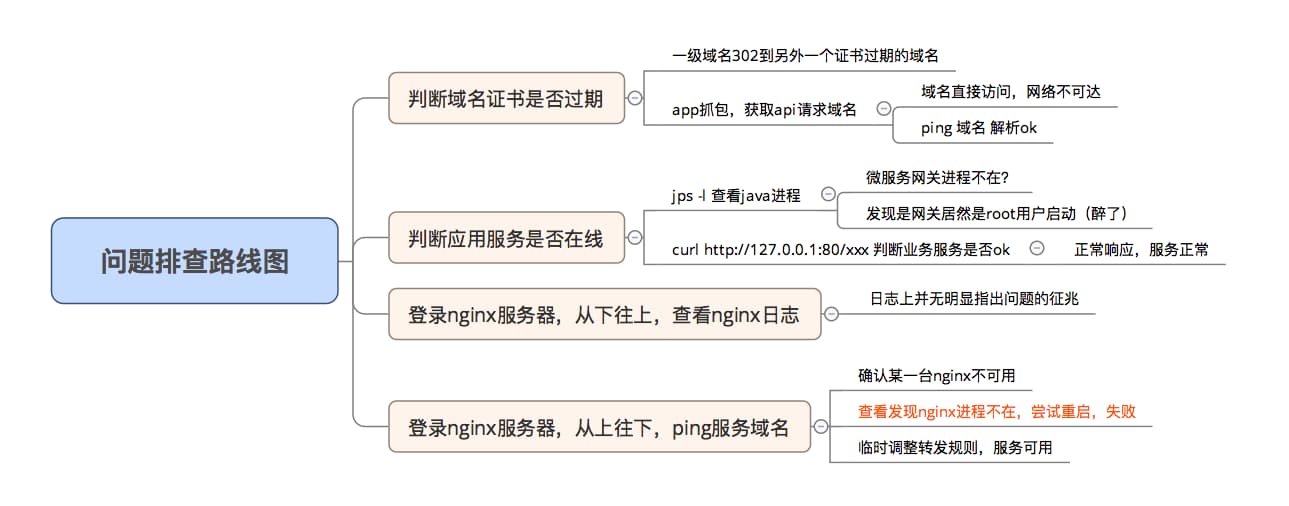 问题排查路线图
判断域名证书是否过期
一级域名302到另外一个证书过期的域名
app抓包，获取api请求域名
域名直接访问，网络不可达
ping 域名 解析ok
判断应用服务是否在线
jps -l 查看java进程
微服务网关进程不在？
发现是网关居然是root用户启动（醉了）
curl http://127.0.0.1:80/xxx 判断业务服务是否ok
正常响应，服务正常
登录nginx服务器，从下往上，查看nginx日志
日志上并无明显指出问题的征兆
登录nginx服务器，从上往下，ping服务域名
确认某一台nginx不可用
查看发现nginx进程不在，尝试重启，失败
临时调整转发规则，服务可用